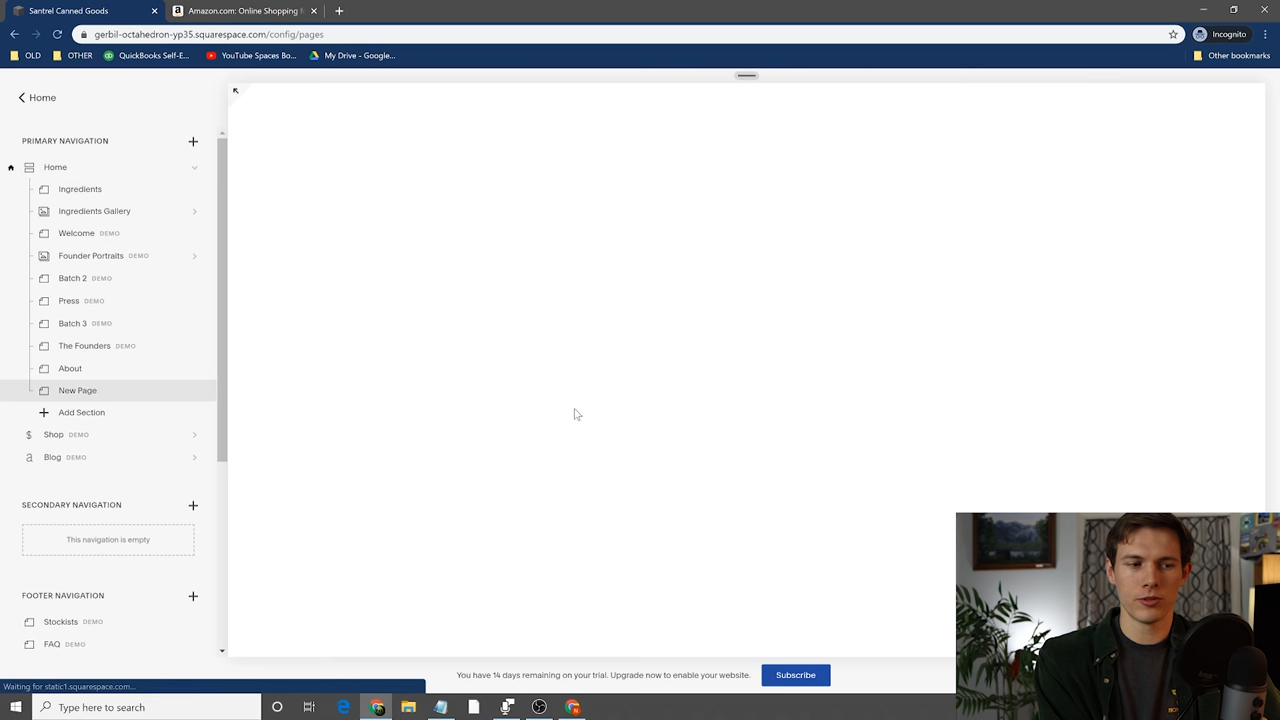 Santrel Canned Goods
Amazon.com: Online Shopping f
gerbil-octahedron-yp35.squarespace.com/config/pages
Incognito
OLD
OTHER
QuickBooks Self-E...
YouTube Spaces Bo...
My Drive - Google...
Other bookmarks
Home
PRIMARY NAVIGATION
Home
Ingredients
Ingredients Gallery
Welcome DEMO
Founder Portraits DEMO
Batch 2 DEMO
Press DEMO
Batch 3 DEMO
The Founders DEMO
About
New Page
Add Section
Shop DEMO
Blog DEMO
SECONDARY NAVIGATION
This navigation is empty
FOOTER NAVIGATION
Stockists DEMO
FAQ DEMO
You have 14 days remaining on your trial. Upgrade now to enable your website.
Subscribe
Waiting for static1.squarespace.com...
Type here to search